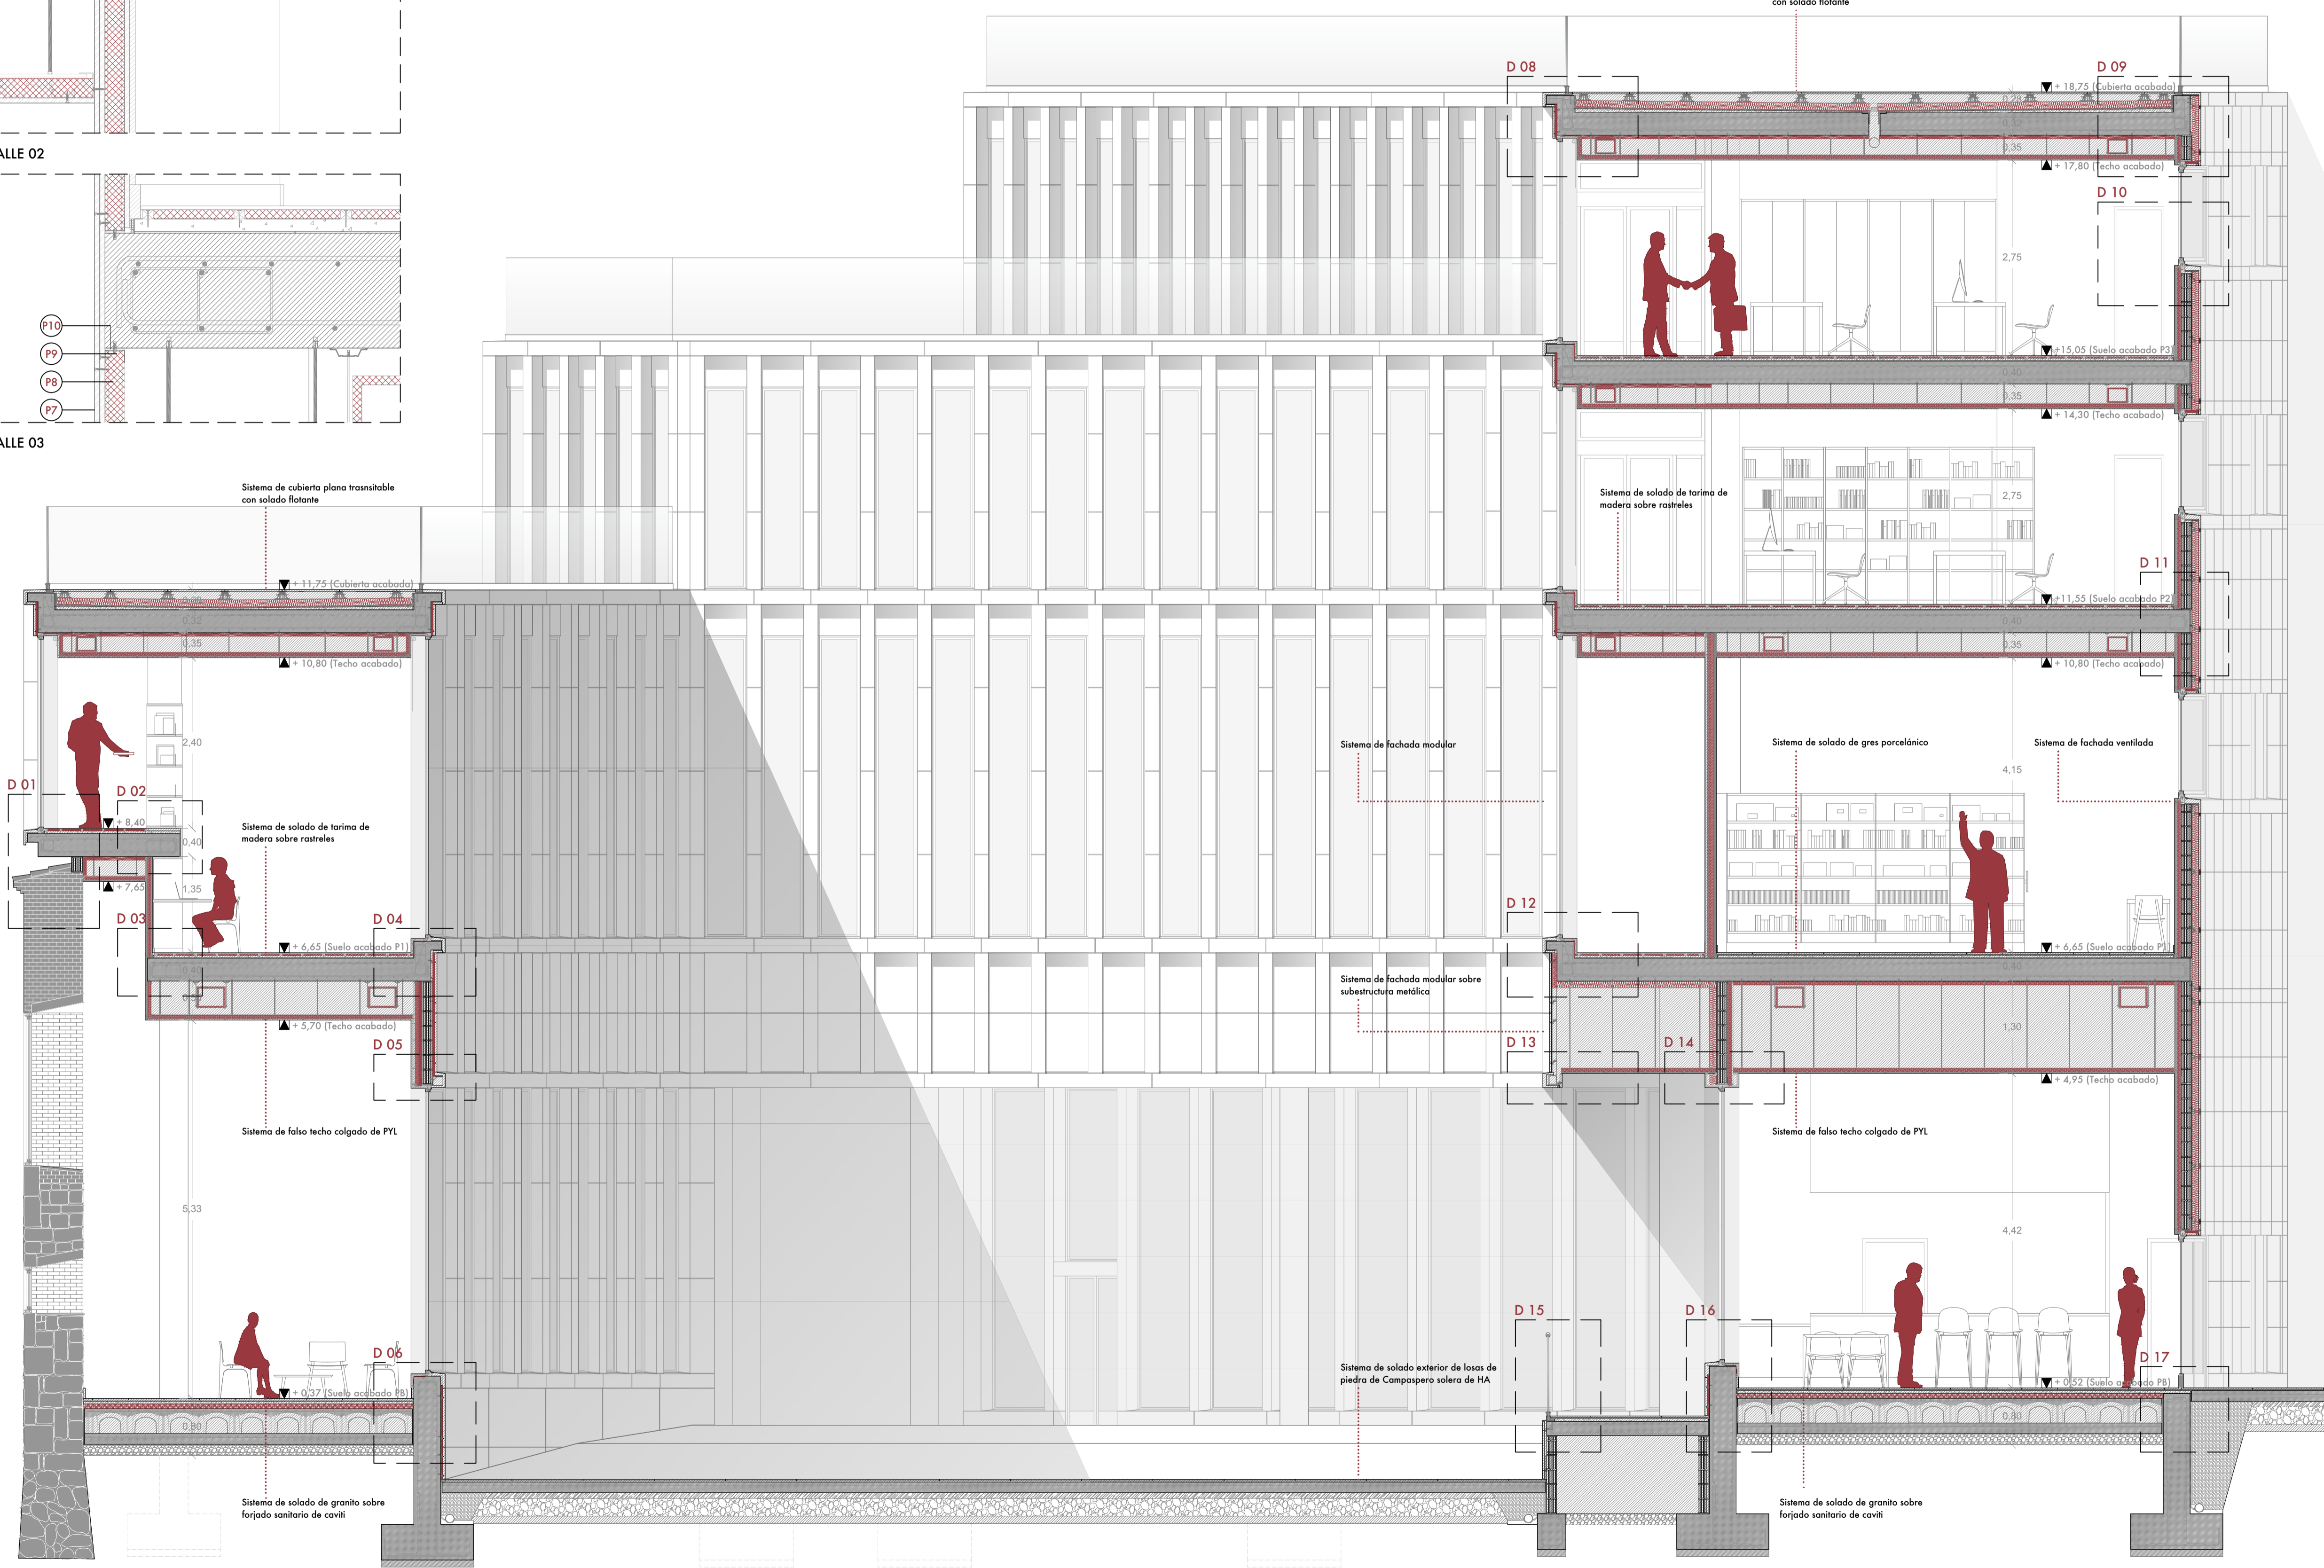 con solado flotante
ALLE 02
P10
P9
P8
P7
ALLE 03
D 08
D 09
+ 18,75 (Cubierta acabada)
0,28
0,32
0,35
+ 17,80 (Techo acabado)
D 10
2,75
+15,05 (Suelo acabado P3)
0,40
0,35
+ 14,30 (Techo acabado)
Sistema de cubierta plana trasnsitable
con solado flotante
Sistema de solado de tarima de
madera sobre rastreles
2,75
D 11
+ 11,75 (Cubierta acabada)
0,32
0,35
+ 10,80 (Techo acabado)
+11,55 (Suelo acabado P2)
0,40
0,35
+ 10,80 (Techo acabado)
2,40
Sistema de fachada modular
Sistema de solado de gres porcelánico
Sistema de fachada ventilada
4,15
D 01
D 02
+ 8,40
0,40
Sistema de solado de tarima de
madera sobre rastreles
+ 7,65
1,35
D 03
D 04
+ 6,65 (Suelo acabado P1)
0,40
D 12
+ 6,65 (Suelo acabado P1)
0,40
Sistema de fachada modular sobre
subestructura metálica
+ 5,70 (Techo acabado)
1,30
D 05
D 13
D 14
+ 4,95 (Techo acabado)
Sistema de falso techo colgado de PYL
Sistema de falso techo colgado de PYL
5,33
4,42
D 15
D 16
D 06
D 17
Sistema de solado exterior de losas de
piedra de Campaspero solera de HA
+ 0,37 (Suelo acabado PB)
+ 0,52 (Suelo acabado PB)
0,80
0,80
Sistema de solado de granito sobre
forjado sanitario de caviti
Sistema de solado de granito sobre
forjado sanitario de caviti